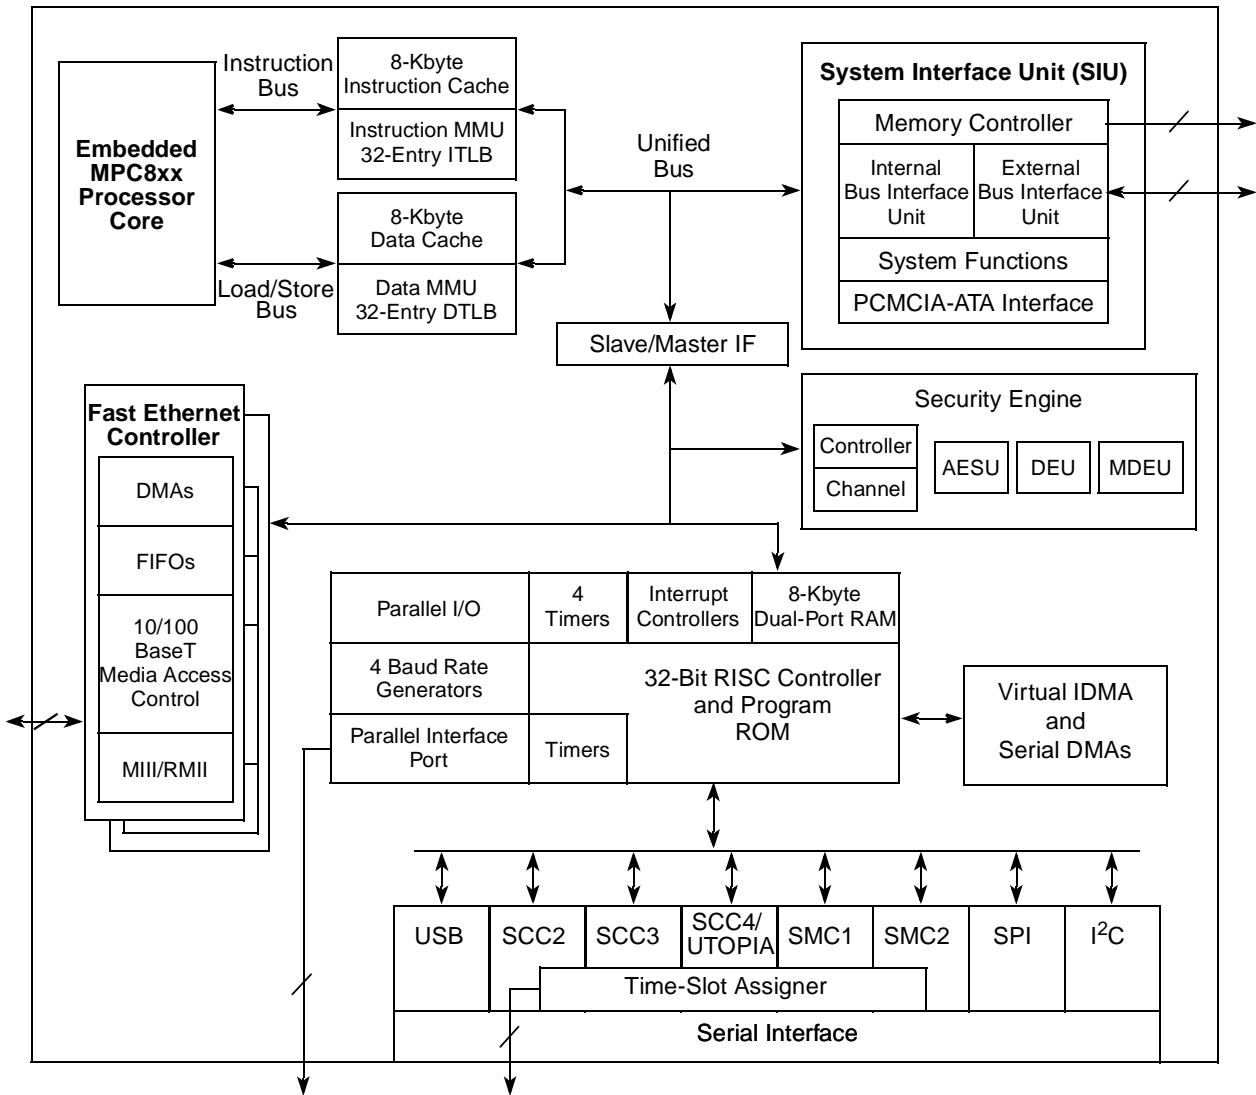 Embedded
MPC8xx
Processor
Core
Instruction
Bus
Load/Store
Bus
8-Kbyte
Instruction Cache
Instruction MMU
32-Entry ITLB
8-Kbyte
Data Cache
Data MMU
32-Entry DTLB
Unified
Bus
System Interface Unit (SIU)
Memory Controller
Internal
Bus Interface
Unit
External
Bus Interface
Unit
System Functions
PCMCIA-ATA Interface
Slave/Master IF
Security Engine
Controller
Channel
AESU
DEU
MDEU
Fast Ethernet
Controller
DMAs
FIFOs
10/100
BaseT
Media Access
Control
MIII/RMII
Parallel I/O
4
Timers
Interrupt
Controllers
8-Kbyte
Dual-Port RAM
4 Baud Rate
Generators
Parallel Interface
Port
Timers
32-Bit RISC Controller
and Program
ROM
Virtual IDMA
and
Serial DMAs
USB
SCC2
SCC3
SCC4/
UTOPIA
SMC1
SMC2
SPI
I²C
Time-Slot Assigner
Serial Interface